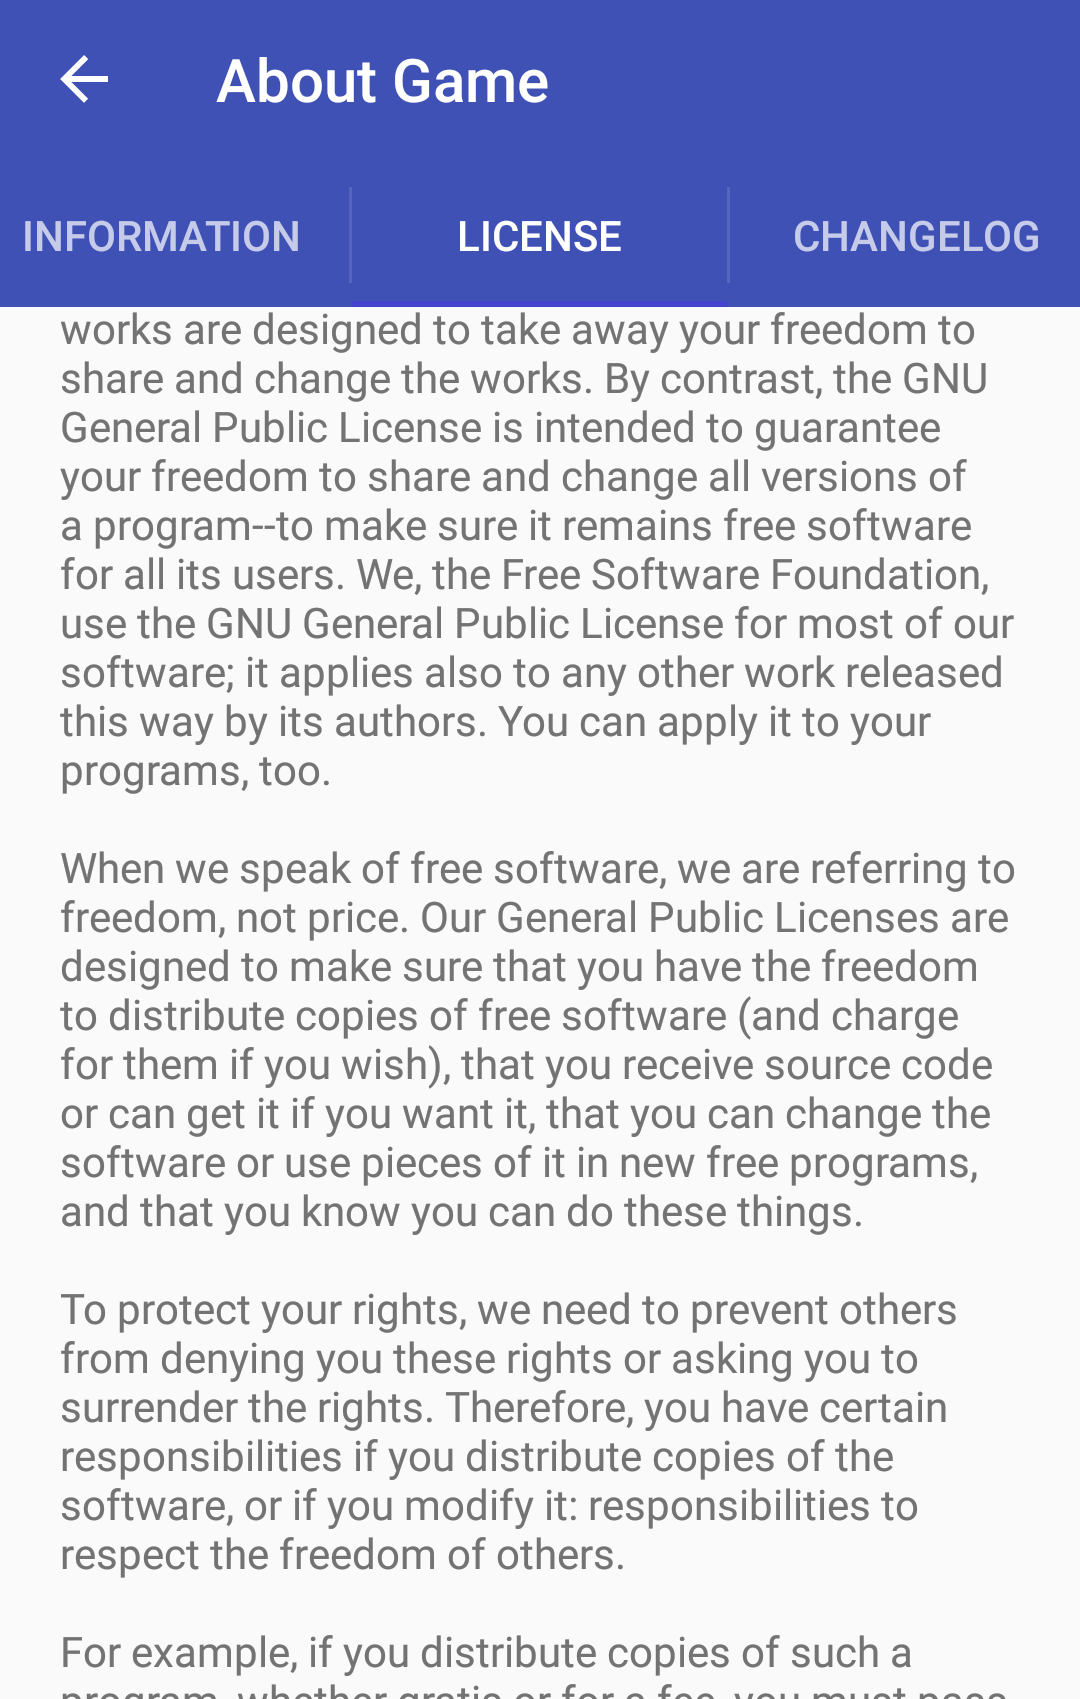 About Game
INFORMATION
LICENSE
CHANGELOG
works are designed to take away your freedom to
share and change the works. By contrast, the GNU
General Public License is intended to guarantee
your freedom to share and change all versions of
a program--to make sure it remains free software
for all its users. We, the Free Software Foundation,
use the GNU General Public License for most of our
software; it applies also to any other work released
this way by its authors. You can apply it to your
programs, too.
When we speak of free software, we are referring to
freedom, not price. Our General Public Licenses are
designed to make sure that you have the freedom
to distribute copies of free software (and charge
for them if you wish), that you receive source code
or can get it if you want it, that you can change the
software or use pieces of it in new free programs,
and that you know you can do these things.
To protect your rights, we need to prevent others
from denying you these rights or asking you to
surrender the rights. Therefore, you have certain
responsibilities if you distribute copies of the
software, or if you modify it: responsibilities to
respect the freedom of others.
For example, if you distribute copies of such a
program, whether gratis or for a fee, you must pass